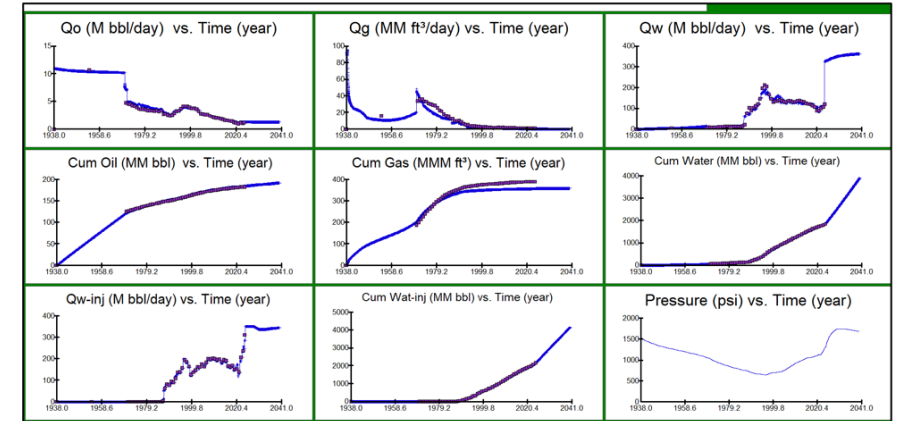 Qo (M bbl/day) vs. Time (year)
15
10
5
0
1938.0 1958.6 1979.2 1999.8 2020.4 2041.0
Qg (MM ft³/day) vs. Time (year)
100
80
60
40
20
0
1938.0 1958.6 1979.2 1999.8 2020.4 2041.0
Qw (M bbl/day) vs. Time (year)
400
300
200
100
0
1938.0 1958.6 1979.2 1999.8 2020.4 2041.0
Cum Oil (MM bbl) vs. Time (year)
200
150
100
50
0
1938.0 1958.6 1979.2 1999.8 2020.4 2041.0
Cum Gas (MMM ft³) vs. Time (year)
400
300
200
100
0
1938.0 1958.6 1979.2 1999.8 2020.4 2041.0
Cum Water (MM bbl) vs. Time (year)
4000
3000
2000
1000
0
1938.0 1958.6 1979.2 1999.8 2020.4 2041.0
Qw-inj (M bbl/day) vs. Time (year)
400
300
200
100
0
1938.0 1958.6 1979.2 1999.8 2020.4 2041.0
Cum Wat-inj (MM bbl) vs. Time (year)
5000
4000
3000
2000
1000
0
1938.0 1958.6 1979.2 1999.8 2020.4 2041.0
Pressure (psi) vs. Time (year)
2000
1500
1000
500
0
1938.0 1958.6 1979.2 1999.8 2020.4 2041.0